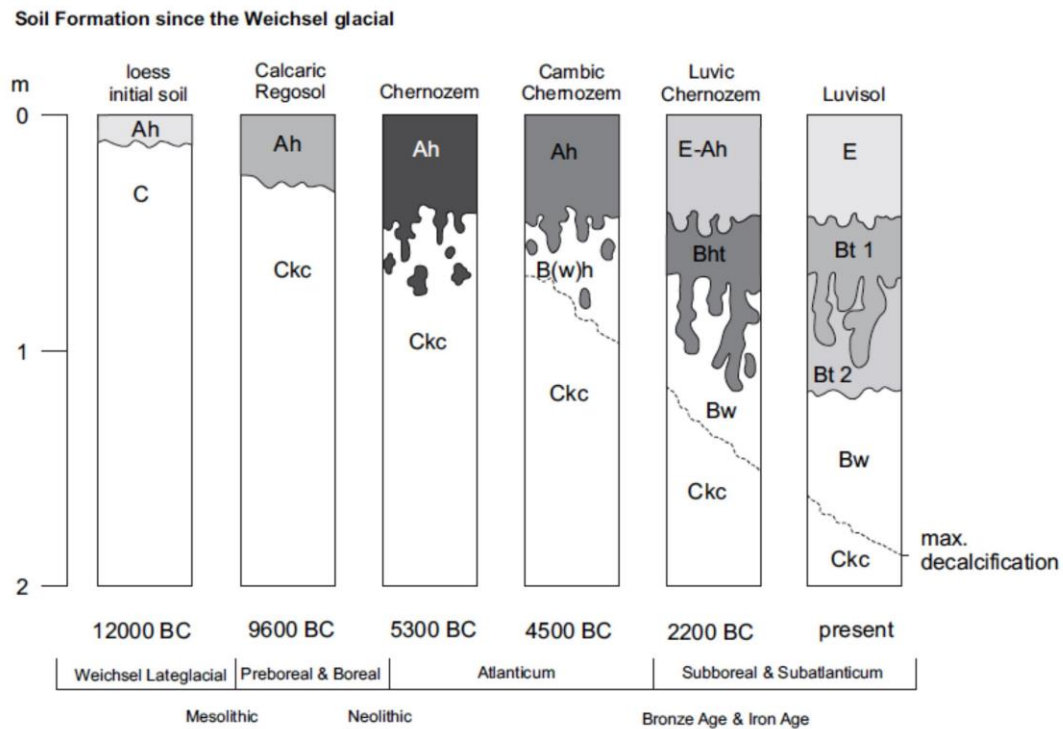 Soil Formation since the Weichsel glacial
m
loess
initial soil
Calcaric
Regosol
Chernozem
Cambic
Chernozem
Luvic
Chernozem
Luvisol
0
1
2
Ah
C
Ah
Ckc
Ah
Ckc
Ah
B(w)h
Ckc
E-Ah
Bht
Bw
Ckc
E
Bt 1
Bt 2
Bw
Ckc
max.
decalcification
12000 BC
9600 BC
5300 BC
4500 BC
2200 BC
present
Weichsel Lateglacial
Preboreal & Boreal
Atlanticum
Subboreal & Subatlanticum
Mesolithic
Neolithic
Bronze Age & Iron Age